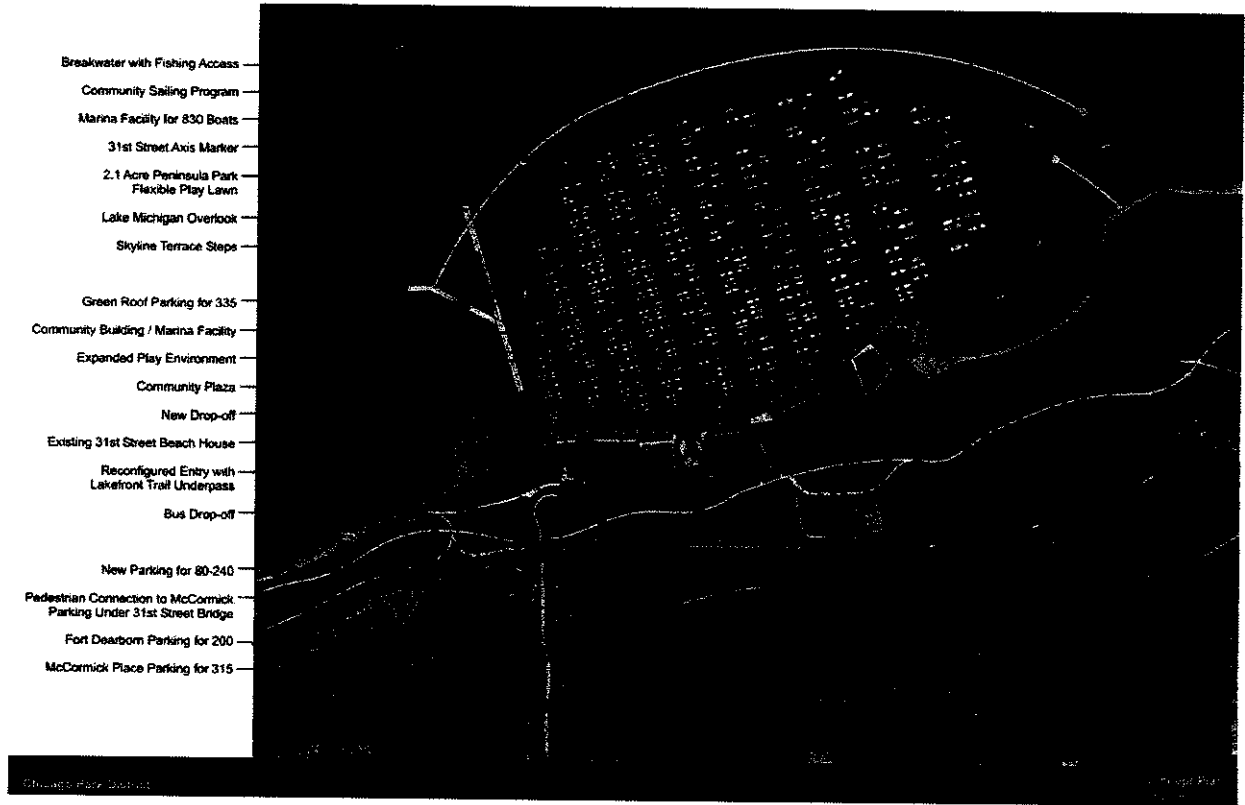 Breakwater with Fishing Access
Community Sailing Program
Marina Facility for 830 Boats
31st Street Axis Marker
2.1 Acre Peninsula Park
Flexible Play Lawn
Lake Michigan Overlook
Skyline Terrace Steps
Green Roof Parking for 335
Community Building / Marina Facility
Expanded Play Environment
Community Plaza
New Drop-off
Existing 31st Street Beach House
Reconfigured Entry with
Lakefront Trail Underpass
Bus Drop-off
New Parking for 80-240
Pedestrian Connection to McCormick
Parking Under 31st Street Bridge
Fort Dearborn Parking for 200
McCormick Place Parking for 315
Chicago Park District